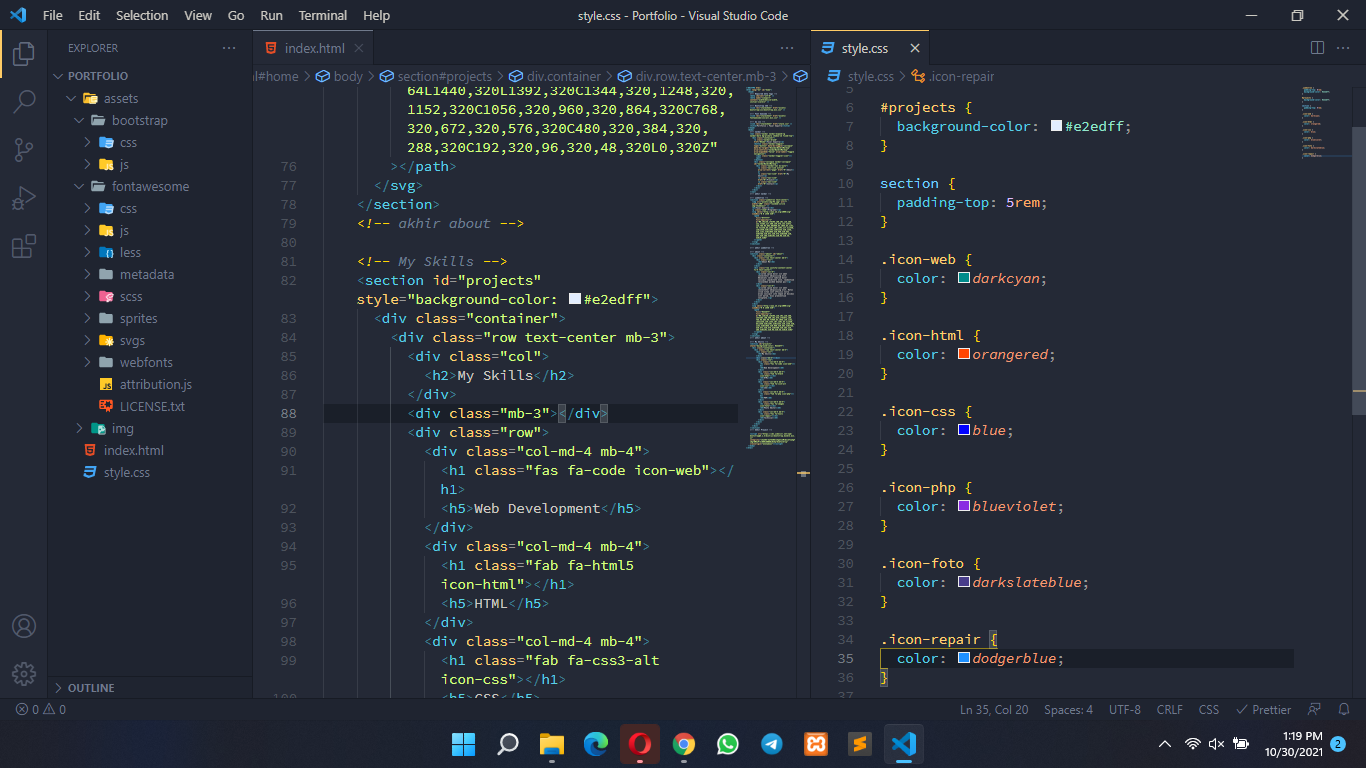 File Edit Selection View Go Run Terminal Help
style.css - Portfolio - Visual Studio Code
EXPLORER
PORTFOLIO
assets
bootstrap
css
js
fontawesome
css
js
less
metadata
scss
sprites
svgs
webfonts
attribution.js
LICENSE.txt
img
index.html
style.css
OUTLINE
index.html
l#home > body > section#projects > div.container > div.row.text-center.mb-3 >
64L1440,320L1392,320C1344,320,1248,320,
1152,320C1056,320,960,320,864,320C768,
320,672,320,576,320C480,320,384,320,
288,320C192,320,96,320,48,320L0,320Z"
76 ></path>
77 </svg>
78 </section>
79 <!-- akhir about -->
80
81 <!-- My Skills -->
82 <section id="projects"
style="background-color: #e2edff">
83 <div class="container">
84 <div class="row text-center mb-3">
85 <div class="col">
86 <h2>My Skills</h2>
87 </div>
88 <div class="mb-3"></div>
89 <div class="row">
90 <div class="col-md-4 mb-4">
91 <h1 class="fas fa-code icon-web"></
h1>
92 <h5>Web Development</h5>
93 </div>
94 <div class="col-md-4 mb-4">
95 <h1 class="fab fa-html5
icon-html"></h1>
96 <h5>HTML</h5>
97 </div>
98 <div class="col-md-4 mb-4">
99 <h1 class="fab fa-css3-alt
icon-css"></h1>
100 <h5>CSS</h5>
style.css
style.css > .icon-repair
5
6 #projects {
7 background-color: #e2edff;
8 }
9
10 section {
11 padding-top: 5rem;
12 }
13
14 .icon-web {
15 color: darkcyan;
16 }
17
18 .icon-html {
19 color: orangered;
20 }
21
22 .icon-css {
23 color: blue;
24 }
25
26 .icon-php {
27 color: blueviolet;
28 }
29
30 .icon-foto {
31 color: darkslateblue;
32 }
33
34 .icon-repair {
35 color: dodgerblue;
36 }
37
0 0
Ln 35, Col 20 Spaces: 4 UTF-8 CRLF CSS Prettier
1:19 PM
10/30/2021
2